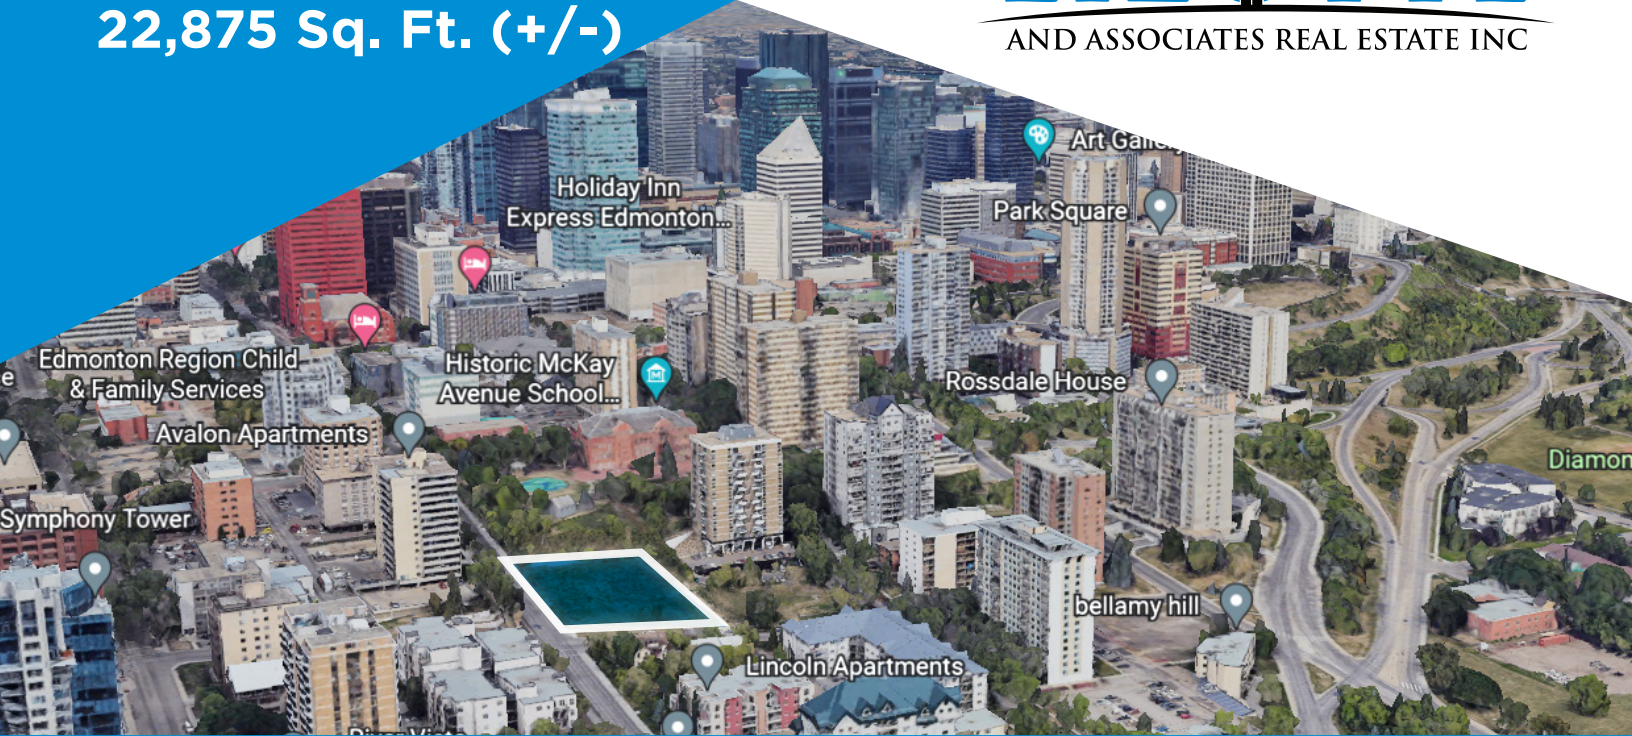 22,875 Sq. Ft. (+/-)
AND ASSOCIATES REAL ESTATE INC
Art Gallery
Holiday Inn
Express Edmonton...
Park Square
Edmonton Region Child
& Family Services
e
Historic McKay
Avenue School...
Rossdale House
Avalon Apartments
Diamon
Symphony Tower
bellamy hill
Lincoln Apartments